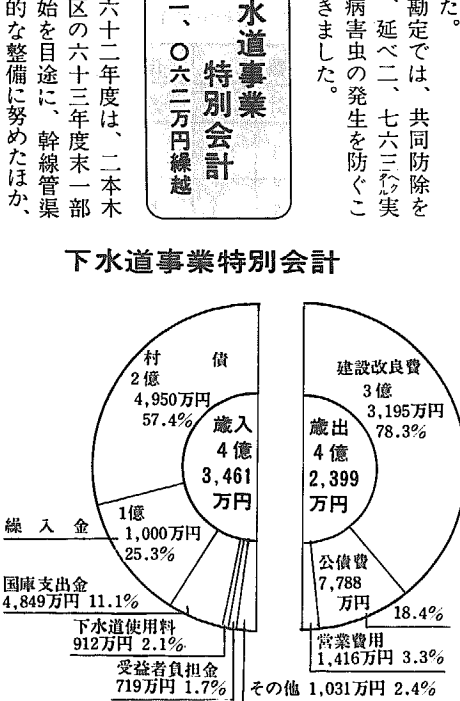 た。
勘定では、共同防除を
、延べ二、七六三ヘクタール実
病害虫の発生を防ぐこ
きました。
水道事業
特別会計
一、〇六二万円繰越
六十二年度は、二本木
区の六十三年度末一部
始を目途に、幹線管渠
的な整備に努めたほか、
下水道事業特別会計
村債
2億
4,950万円
57.4%
歳入
4億
3,461
万円
繰入金
1億
1,000万円
25.3%
国庫支出金
4,849万円 11.1%
下水道使用料
912万円 2.1%
受益者負担金
719万円 1.7%
その他 1,031万円 2.4%
建設改良費
3億
3,195万円
78.3%
歳出
4億
2,399
万円
公債費
7,788
万円
18.4%
営業費用
1,416万円 3.3%